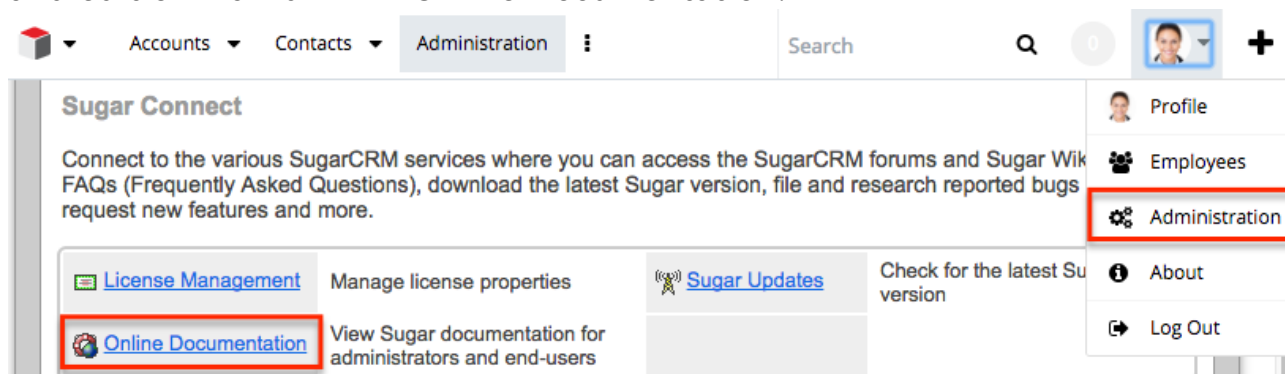 Accounts Contacts Administration Search 0
Sugar Connect
Connect to the various SugarCRM services where you can access the SugarCRM forums and Sugar Wik
FAQs (Frequently Asked Questions), download the latest Sugar version, file and research reported bugs
request new features and more.
License Management Manage license properties Sugar Updates Check for the latest Su
version
Online Documentation View Sugar documentation for
administrators and end-users
Profile
Employees
Administration
About
Log Out